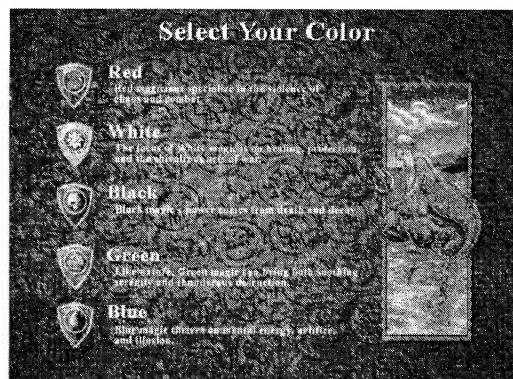 Select Your Color
Red
Red magicians specialize in the violence of
chaos and combat.
White
The focus of White magic is on healing, protection,
and the chivalrous arts of war.
Black
Black magic's power comes from death and decay.
Green
Like nature, Green magic can bring both soothing
serenity and thunderous destruction.
Blue
Blue magic thrives on mental energy, artifice,
and illusion.